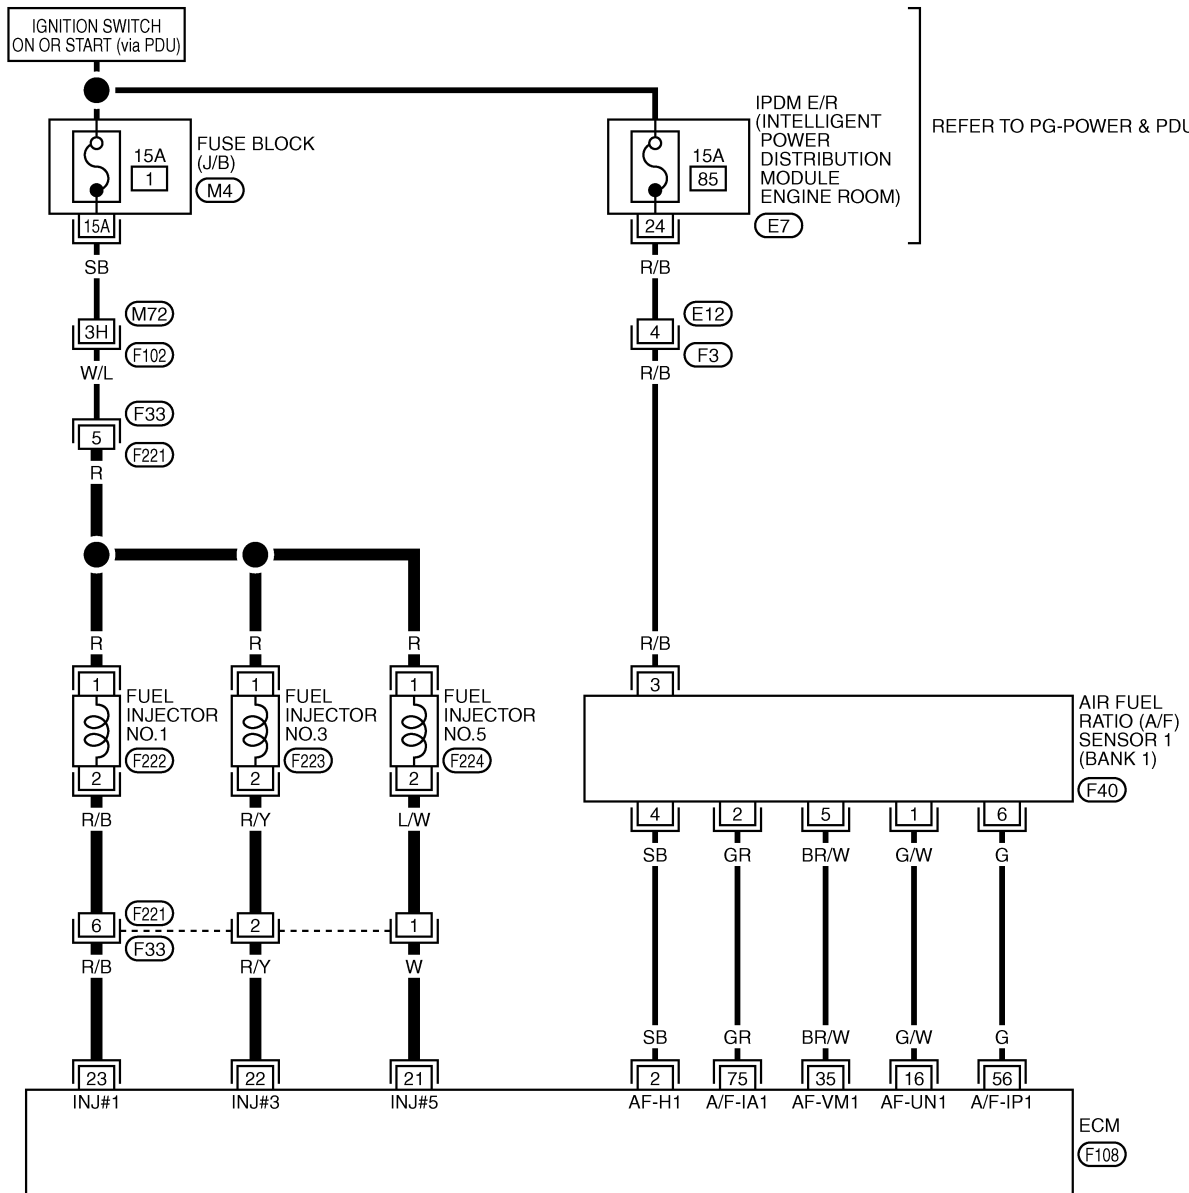 IGNITION SWITCH
ON OR START (via PDU)
15A
1
FUSE BLOCK
(J/B)
M4
15A
85
IPDM E/R
(INTELLIGENT
POWER
DISTRIBUTION
MODULE
ENGINE ROOM)
E7
REFER TO PG-POWER & PDU
15A
24
SB
R/B
3H
M72
F102
4
E12
F3
W/L
R/B
5
F33
F221
R
R
R
R
R/B
1
FUEL
INJECTOR
NO.1
F222
2
1
FUEL
INJECTOR
NO.3
F223
2
1
FUEL
INJECTOR
NO.5
F224
2
3
AIR FUEL
RATIO (A/F)
SENSOR 1
(BANK 1)
F40
4
2
5
1
6
R/B
R/Y
L/W
SB
GR
BR/W
G/W
G
6
F221
F33
2
1
R/B
R/Y
W
SB
GR
BR/W
G/W
G
23
22
21
2
75
35
16
56
INJ#1
INJ#3
INJ#5
AF-H1
A/F-IA1
AF-VM1
AF-UN1
A/F-IP1
ECM
F108